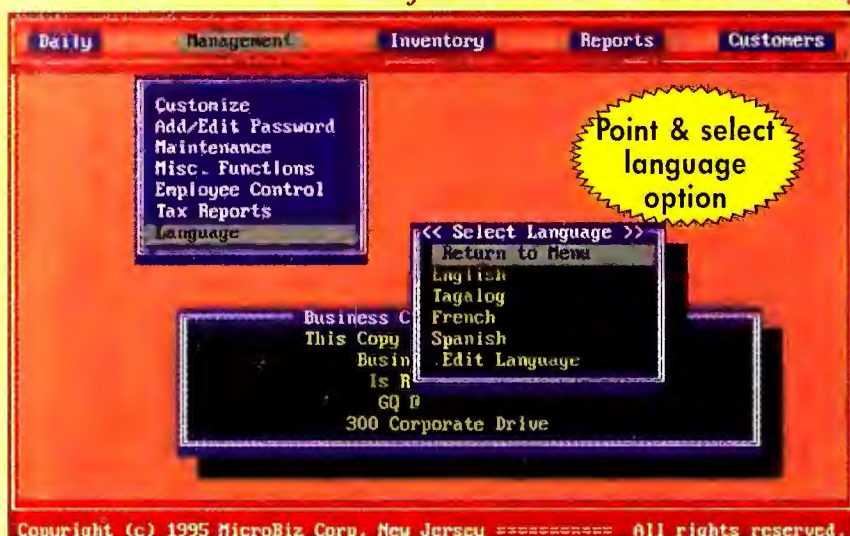 Daily Management Inventory Reports Customers
Customize
Add/Edit Password
Maintenance
Misc. Functions
Employee Control
Tax Reports
Language
Point & select
language
option
<< Select Language >>
Return to Menu
English
Tagalog
French
Spanish
Edit Language
Business C
This Copy
Busin
Is R
GQ
300 Corporate Drive
Copyright (c) 1995 MicroBiz Corp, New Jersey =========== All rights reserved.